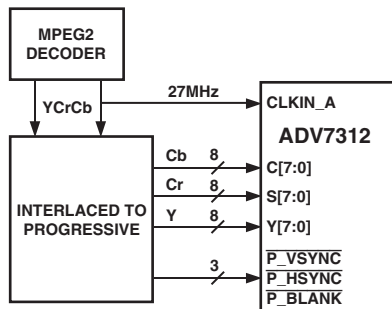 MPEG2
DECODER
YCrCb
27MHz
CLKIN_A
ADV7312
INTERLACED TO
PROGRESSIVE
Cb 8
C[7:0]
Cr 8
S[7:0]
Y 8
Y[7:0]
3
P_VSYNC
P_HSYNC
P_BLANK